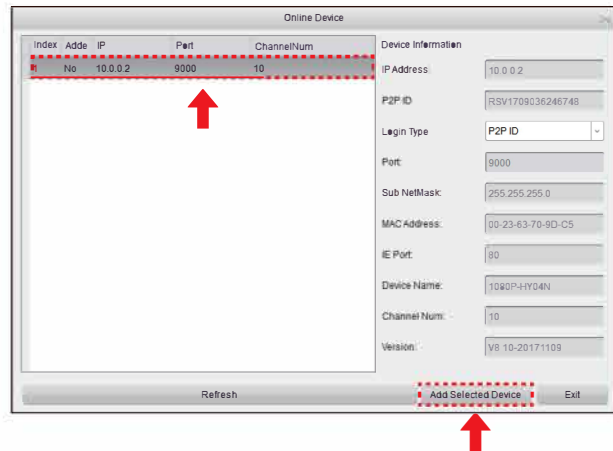 Online Device
Index Adde IP Port ChannelNum
1 No 10.0.0.2 9000 10
Device Information
IP Address: 10.0.0.2
P2P ID RSV1709036246748
Login Type P2P ID
Port: 9000
Sub NetMask: 255.255.255.0
MAC Address: 00-23-63-70-9D-C5
IE Port: 80
Device Name: 1080P-HY04N
Channel Num: 10
Version: V8.10-20171109
Refresh Add Selected Device Exit